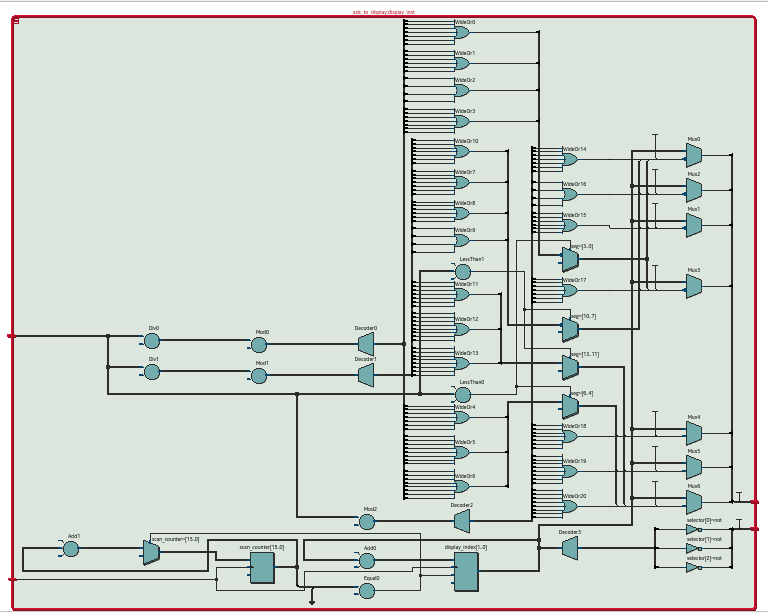 adc_to_display:display_inst
WideOr0
WideOr1
WideOr2
WideOr3
WideOr10
WideOr7
WideOr8
WideOr9
LessThan1
WideOr11
WideOr12
WideOr13
LessThan0
WideOr4
WideOr5
WideOr6
WideOr14
WideOr16
WideOr15
seg~[3..0]
WideOr17
seg~[10..7]
seg~[13..11]
seg~[6..4]
WideOr18
WideOr19
WideOr20
Mux0
Mux2
Mux1
Mux3
Mux4
Mux5
Mux6
Div0
Mod0
Decoder0
Div1
Mod1
Decoder1
Mod2
Decoder2
selector[0]~not
selector[1]~not
selector[2]~not
Decoder3
Add1
scan_counter~[15..0]
scan_counter[15..0]
Add0
display_index[1..0]
Equal0